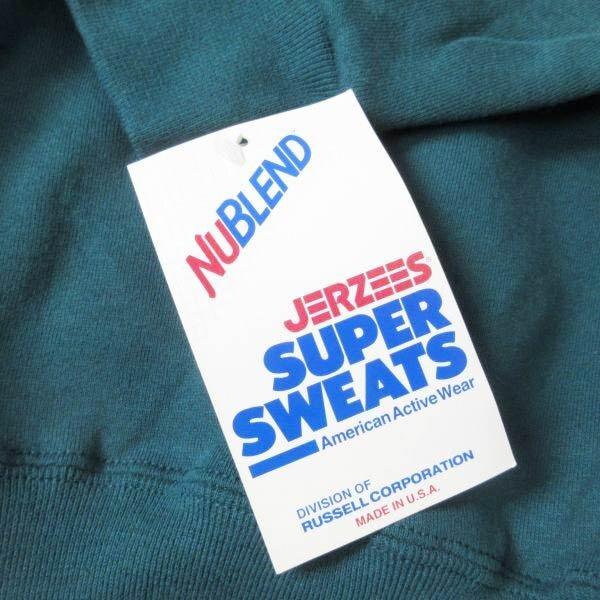 NUBLEND
JERZEES®
SUPER
SWEATS
American Active Wear
DIVISION OF
RUSSELL CORPORATION
MADE IN U.S.A.